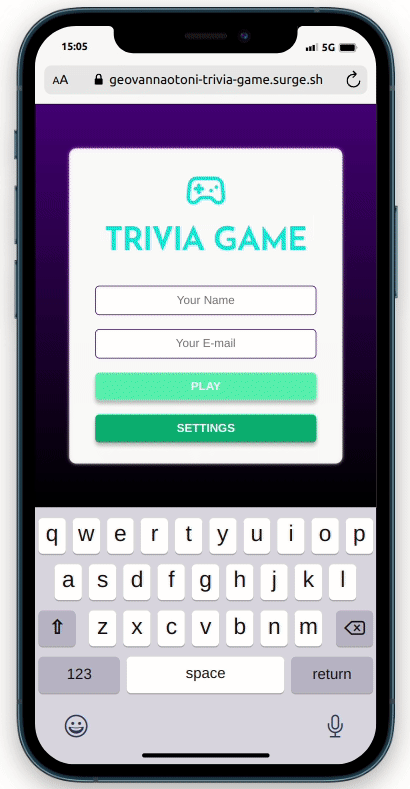 15:05 5G
AA geovannaotoni-trivia-game.surge.sh
TRIVIA GAME
Your Name
Your E-mail
PLAY
SETTINGS
q w e r t y u i o p
a s d f g h j k l
z x c v b n m
123 space return